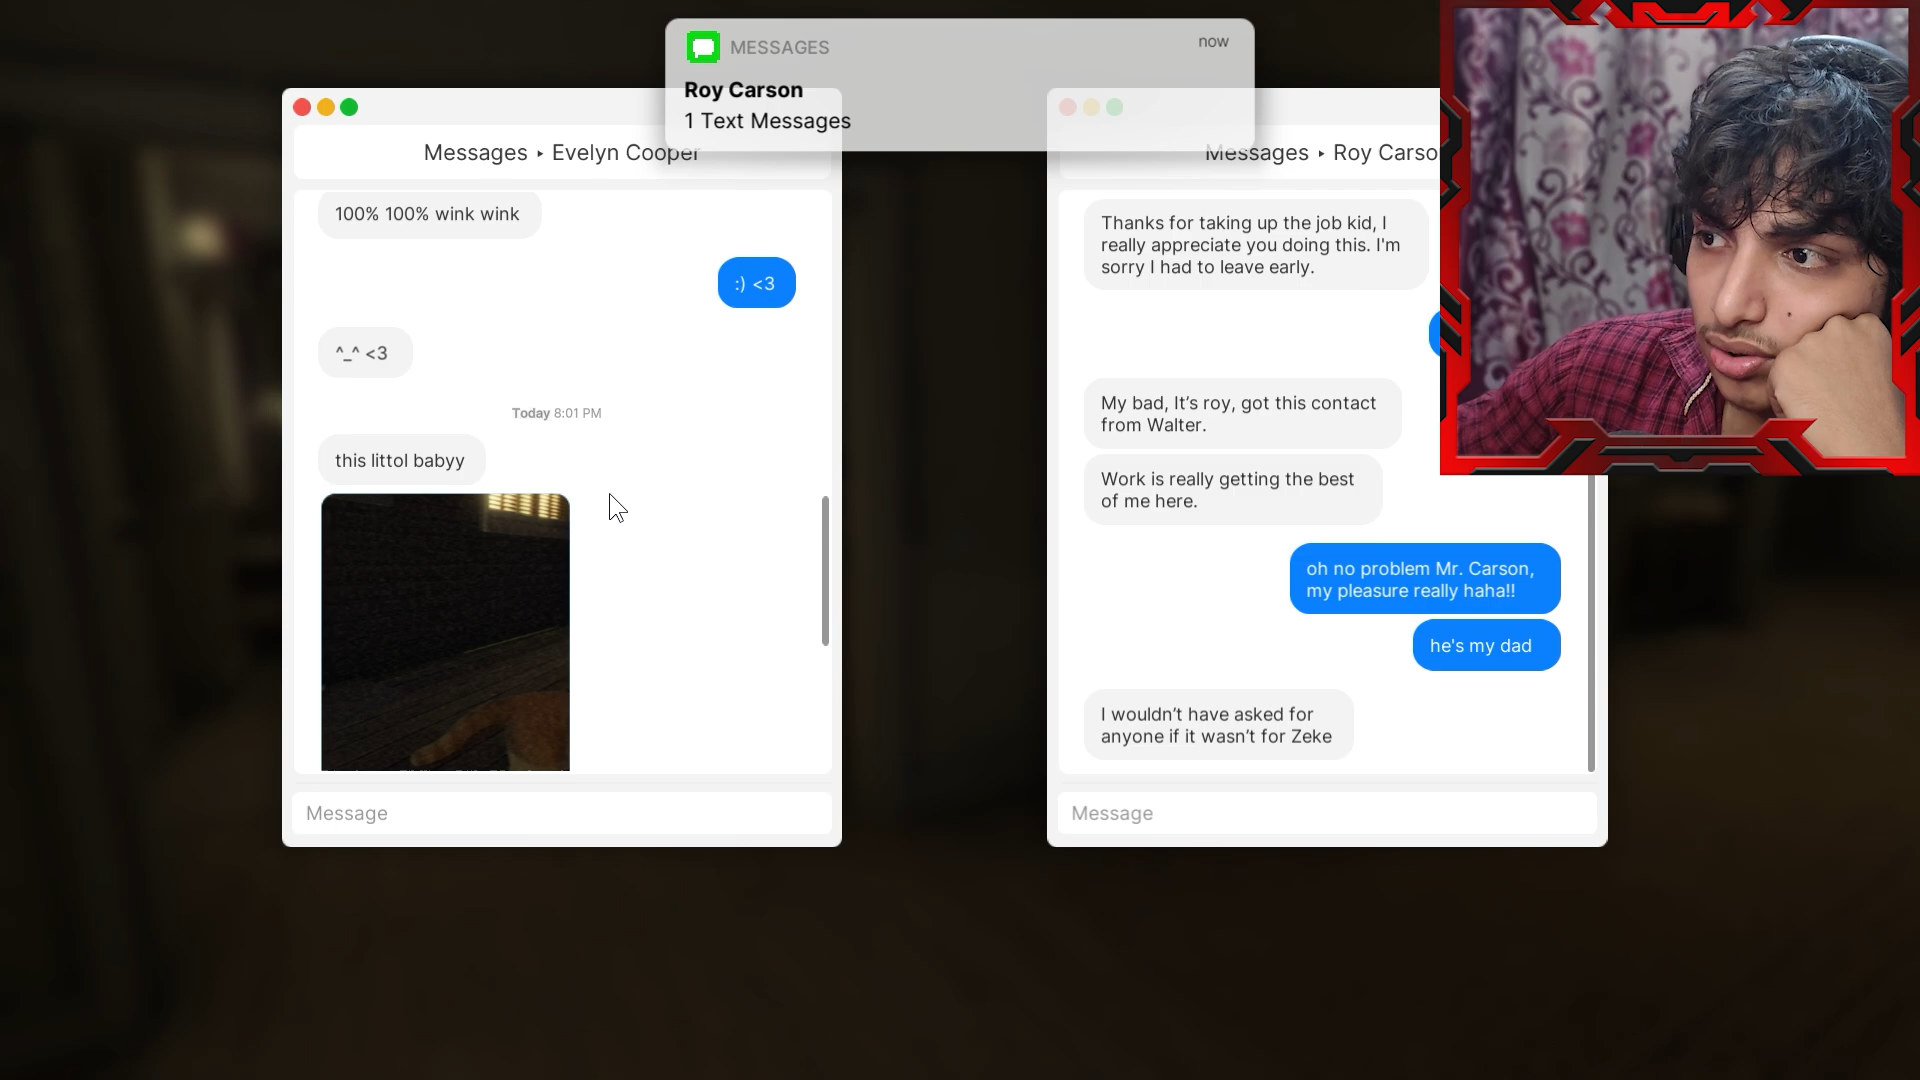 MESSAGES
now
Roy Carson
1 Text Messages
Messages ‣ Evelyn Cooper
100% 100% wink wink
:) <3
^_^ <3
Today 8:01 PM
this littol babyy
Message
Messages ‣ Roy Carso
Thanks for taking up the job kid, I
really appreciate you doing this. I'm
sorry I had to leave early.
My bad, It’s roy, got this contact
from Walter.
Work is really getting the best
of me here.
oh no problem Mr. Carson,
my pleasure really haha!!
he's my dad
I wouldn’t have asked for
anyone if it wasn’t for Zeke
Message